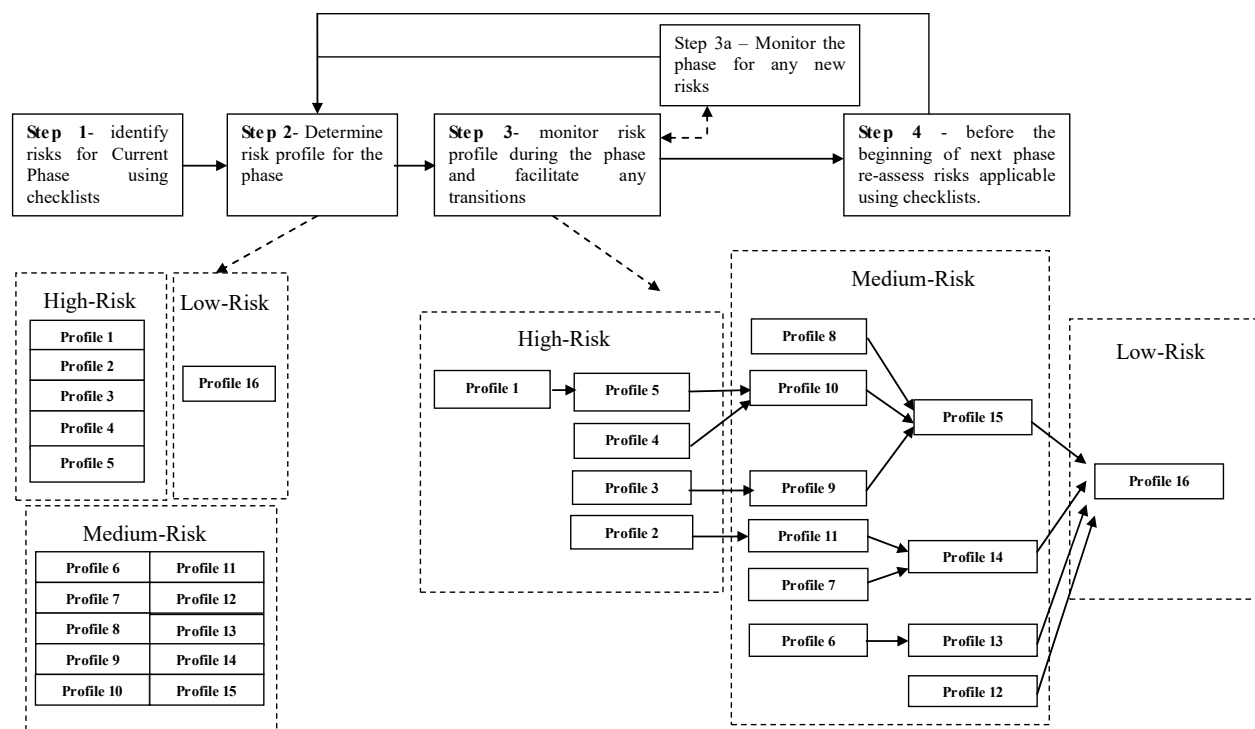 Step 3a – Monitor the
phase for any new
risks
Step 1- identify
risks for Current
Phase using
checklists
Step 2- Determine
risk profile for the
phase
Step 3- monitor risk
profile during the phase
and facilitate any
transitions
Step 4 - before the
beginning of next phase
re-assess risks applicable
using checklists.
High-Risk
Profile 1
Profile 2
Profile 3
Profile 4
Profile 5
Low-Risk
Profile 16
Medium-Risk
Profile 6
Profile 11
Profile 7
Profile 12
Profile 8
Profile 13
Profile 9
Profile 14
Profile 10
Profile 15
High-Risk
Profile 1
Profile 5
Profile 4
Profile 3
Profile 2
Medium-Risk
Profile 8
Profile 10
Profile 15
Profile 9
Profile 11
Profile 14
Profile 7
Profile 6
Profile 13
Profile 12
Low-Risk
Profile 16